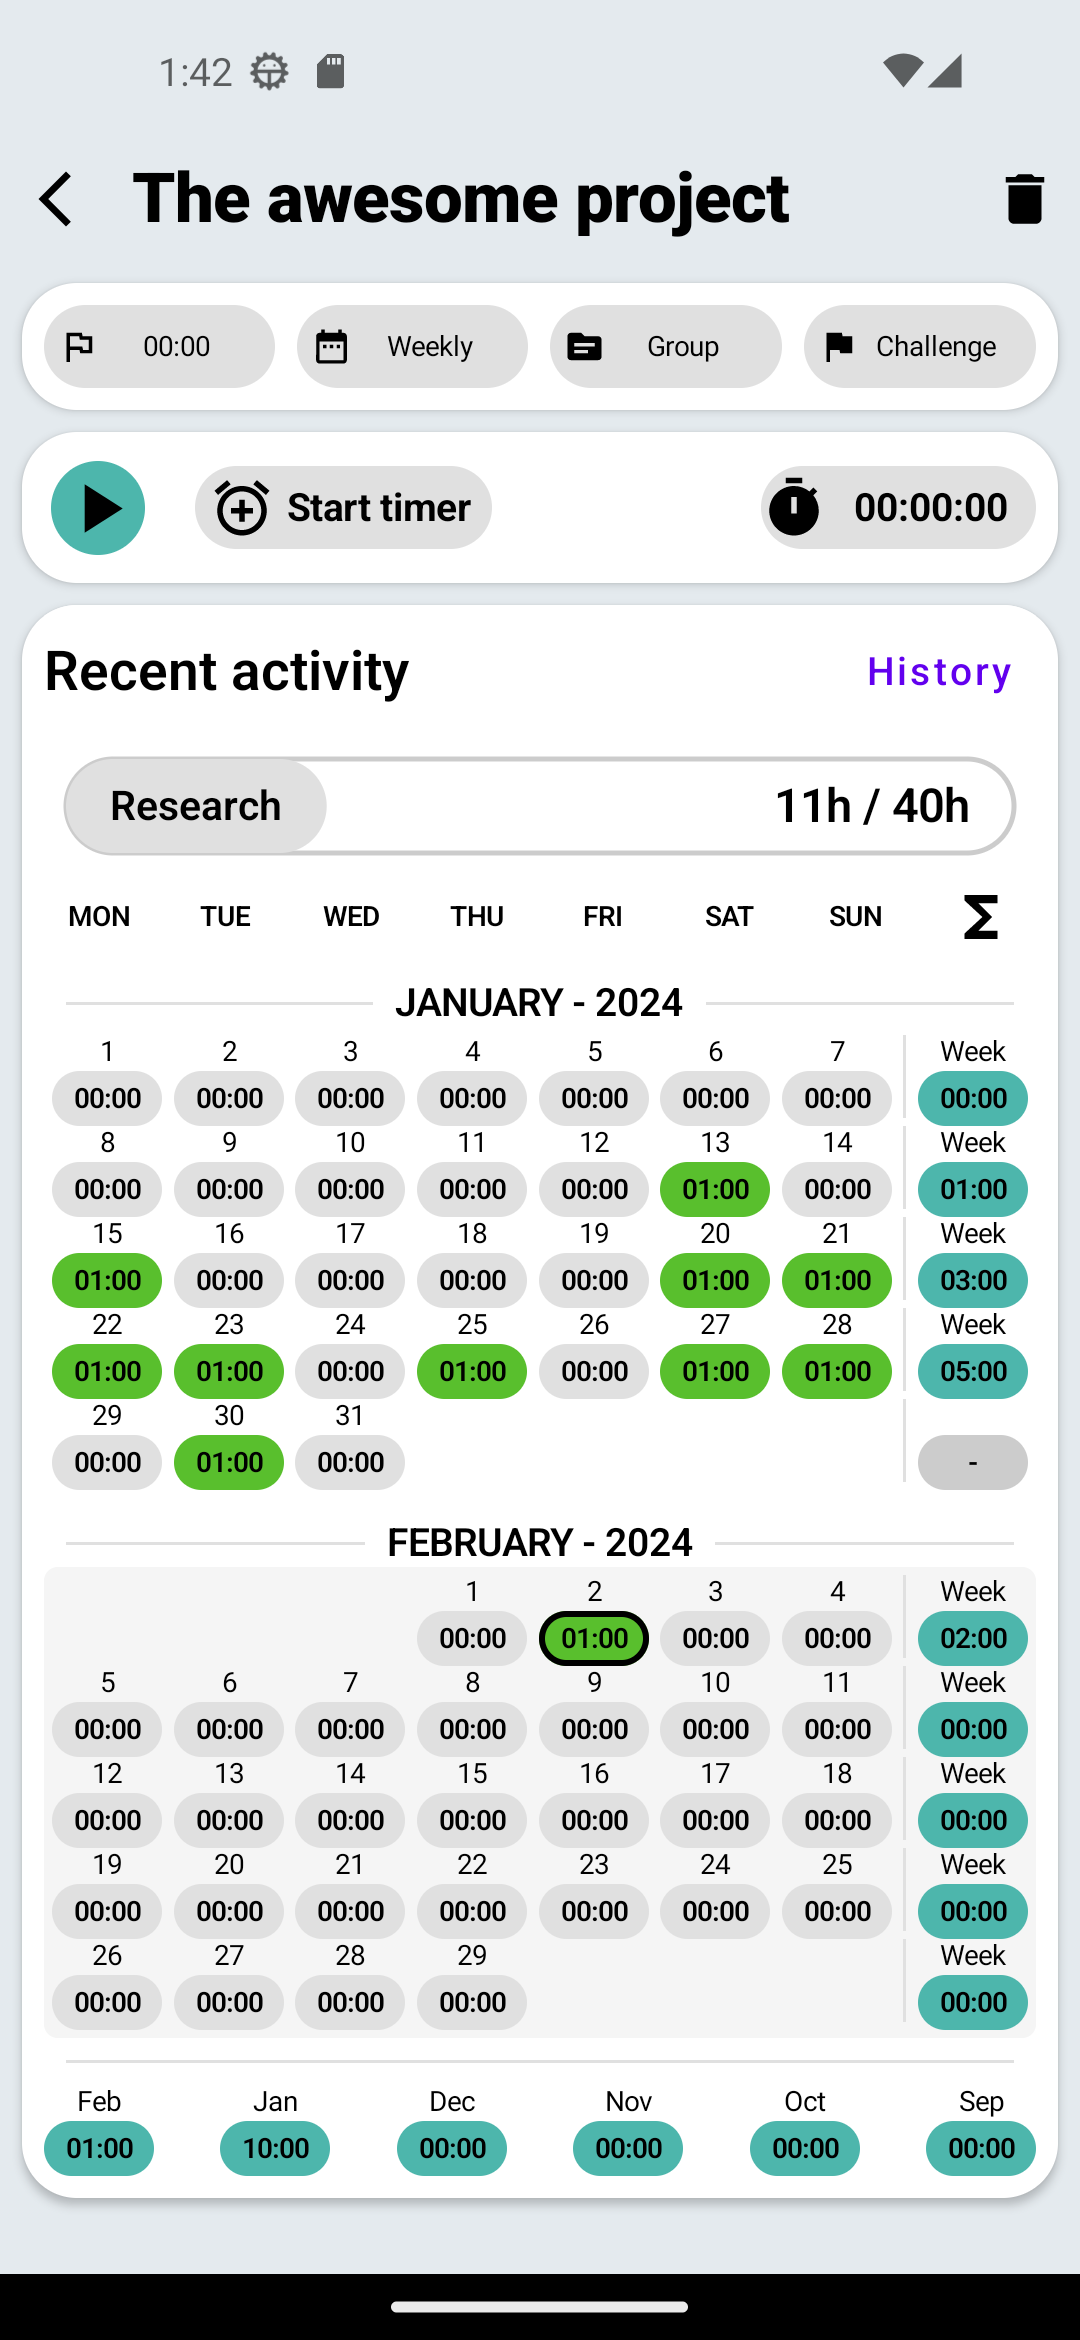 1:42
The awesome project
00:00 Weekly Group Challenge
Start timer 00:00:00
Recent activity History
Research 11h / 40h
MON TUE WED THU FRI SAT SUN Σ
JANUARY - 2024
1 2 3 4 5 6 7 Week
00:00 00:00 00:00 00:00 00:00 00:00 00:00 00:00
8 9 10 11 12 13 14 Week
00:00 00:00 00:00 00:00 00:00 01:00 00:00 01:00
15 16 17 18 19 20 21 Week
01:00 00:00 00:00 00:00 00:00 01:00 01:00 03:00
22 23 24 25 26 27 28 Week
01:00 01:00 00:00 01:00 00:00 01:00 01:00 05:00
29 30 31
00:00 01:00 00:00 -
FEBRUARY - 2024
1 2 3 4 Week
00:00 01:00 00:00 00:00 02:00
5 6 7 8 9 10 11 Week
00:00 00:00 00:00 00:00 00:00 00:00 00:00 00:00
12 13 14 15 16 17 18 Week
00:00 00:00 00:00 00:00 00:00 00:00 00:00 00:00
19 20 21 22 23 24 25 Week
00:00 00:00 00:00 00:00 00:00 00:00 00:00 00:00
26 27 28 29 Week
00:00 00:00 00:00 00:00 00:00
Feb Jan Dec Nov Oct Sep
01:00 10:00 00:00 00:00 00:00 00:00